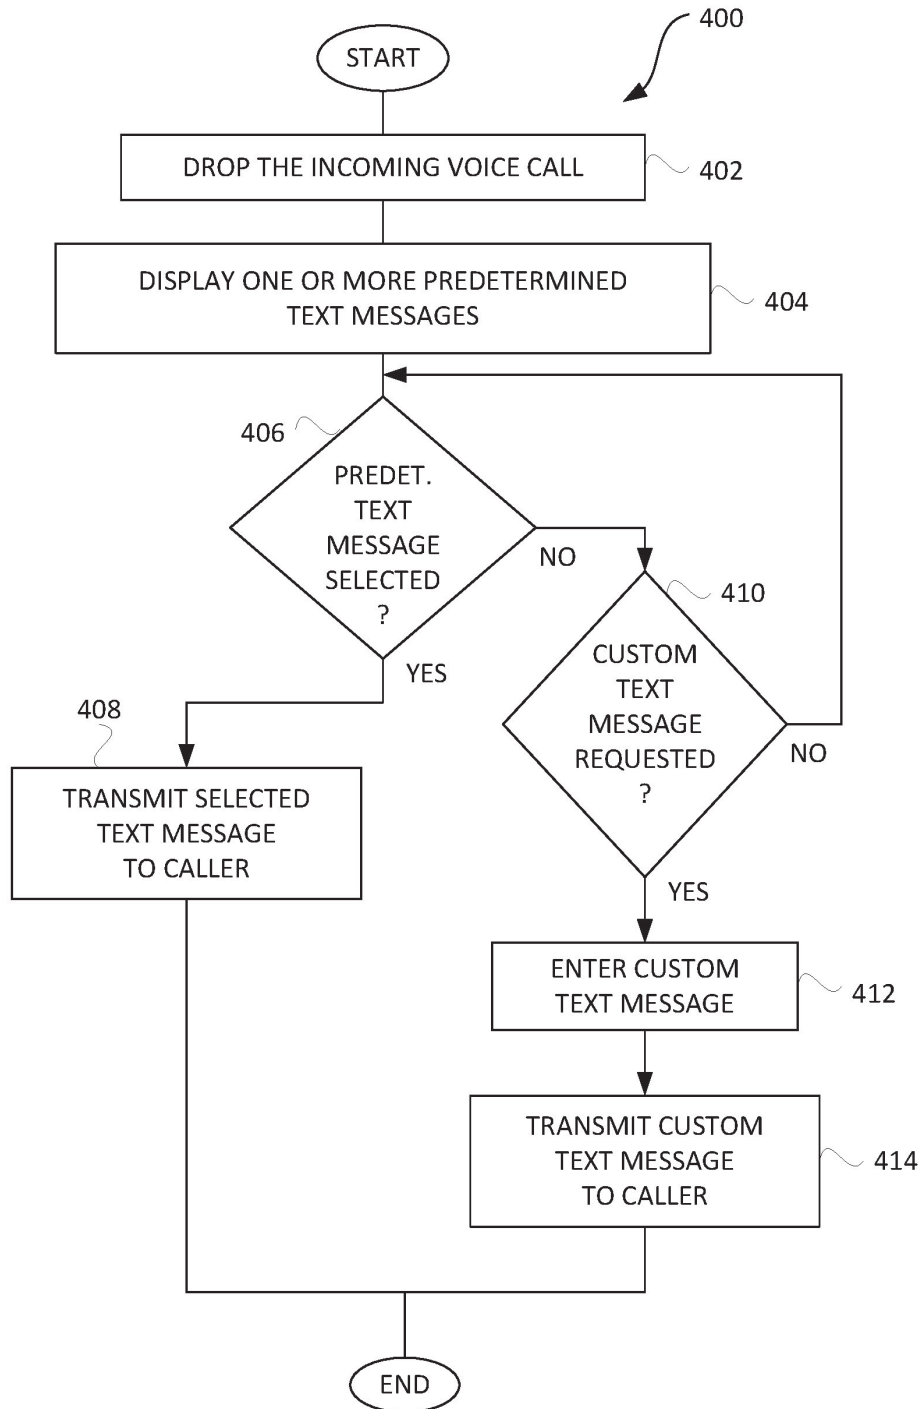 400
START
DROP THE INCOMING VOICE CALL
402
DISPLAY ONE OR MORE PREDETERMINED
TEXT MESSAGES
404
406
PREDET.
TEXT
MESSAGE
SELECTED
?
NO
YES
410
CUSTOM
TEXT
MESSAGE
REQUESTED
?
NO
YES
408
TRANSMIT SELECTED
TEXT MESSAGE
TO CALLER
ENTER CUSTOM
TEXT MESSAGE
412
TRANSMIT CUSTOM
TEXT MESSAGE
TO CALLER
414
END